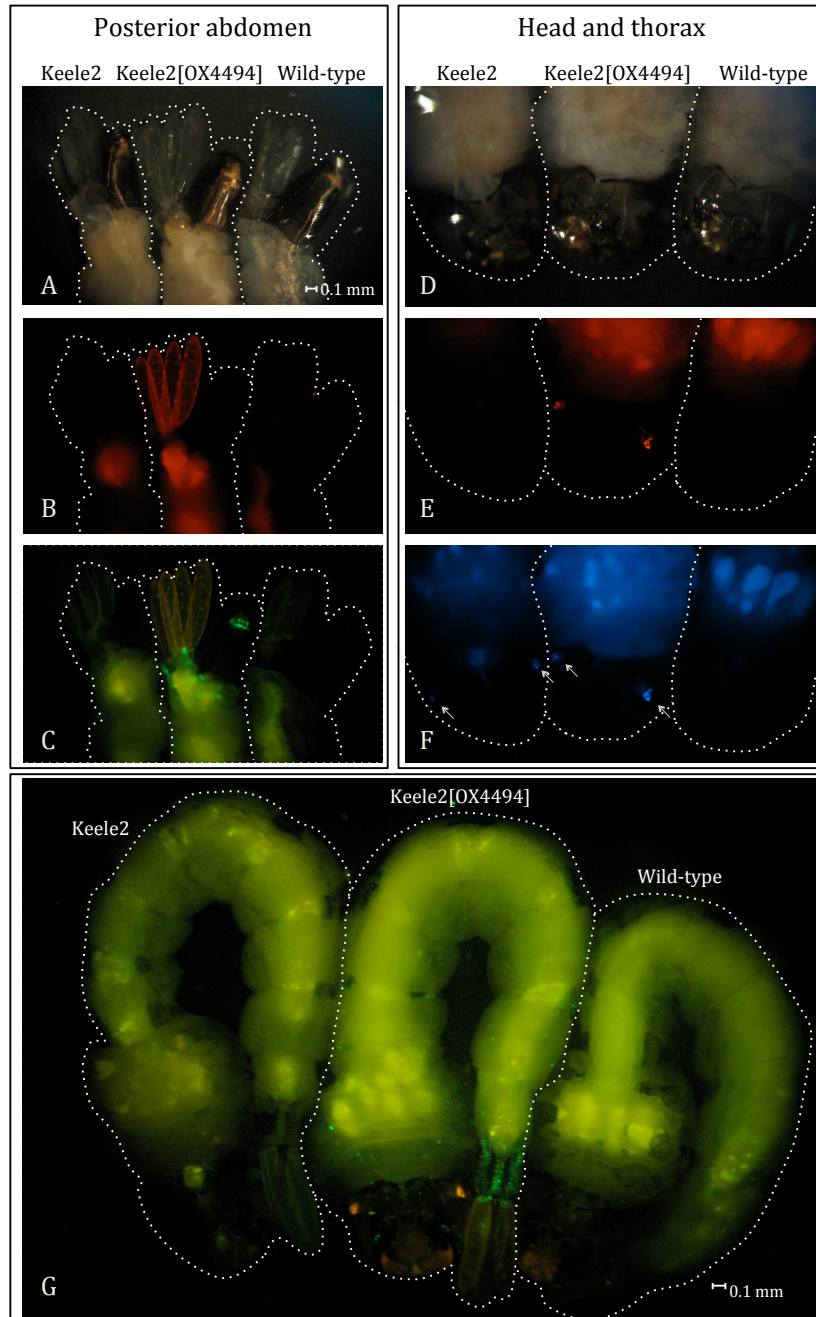 Posterior abdomen
Keele2 Keele2[OX4494] Wild-type
A
0.1 mm
B
C
Head and thorax
Keele2 Keele2[OX4494] Wild-type
D
E
F
Keele2
Keele2[OX4494]
Wild-type
G
0.1 mm